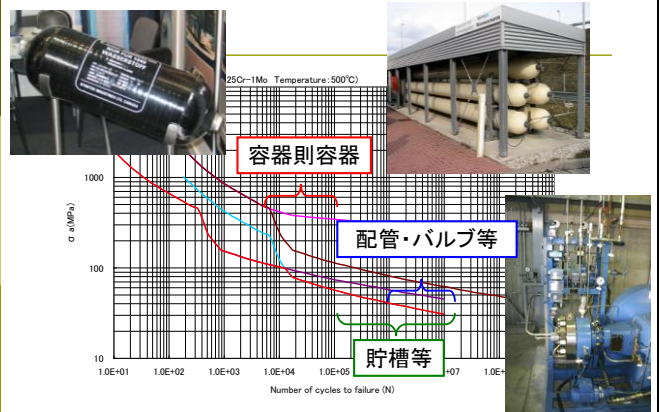 WASSERSTOFF
25Cr-1Mo Temperature: 500℃)
容器則容器
1000
σ a(MPa)
配管・バルブ等
100
貯槽等
10
1.0E+01
1.0E+02
1.0E+03
1.0E+04
1.0E+05
+07
1.0E+
Number of cycles to failure (N)